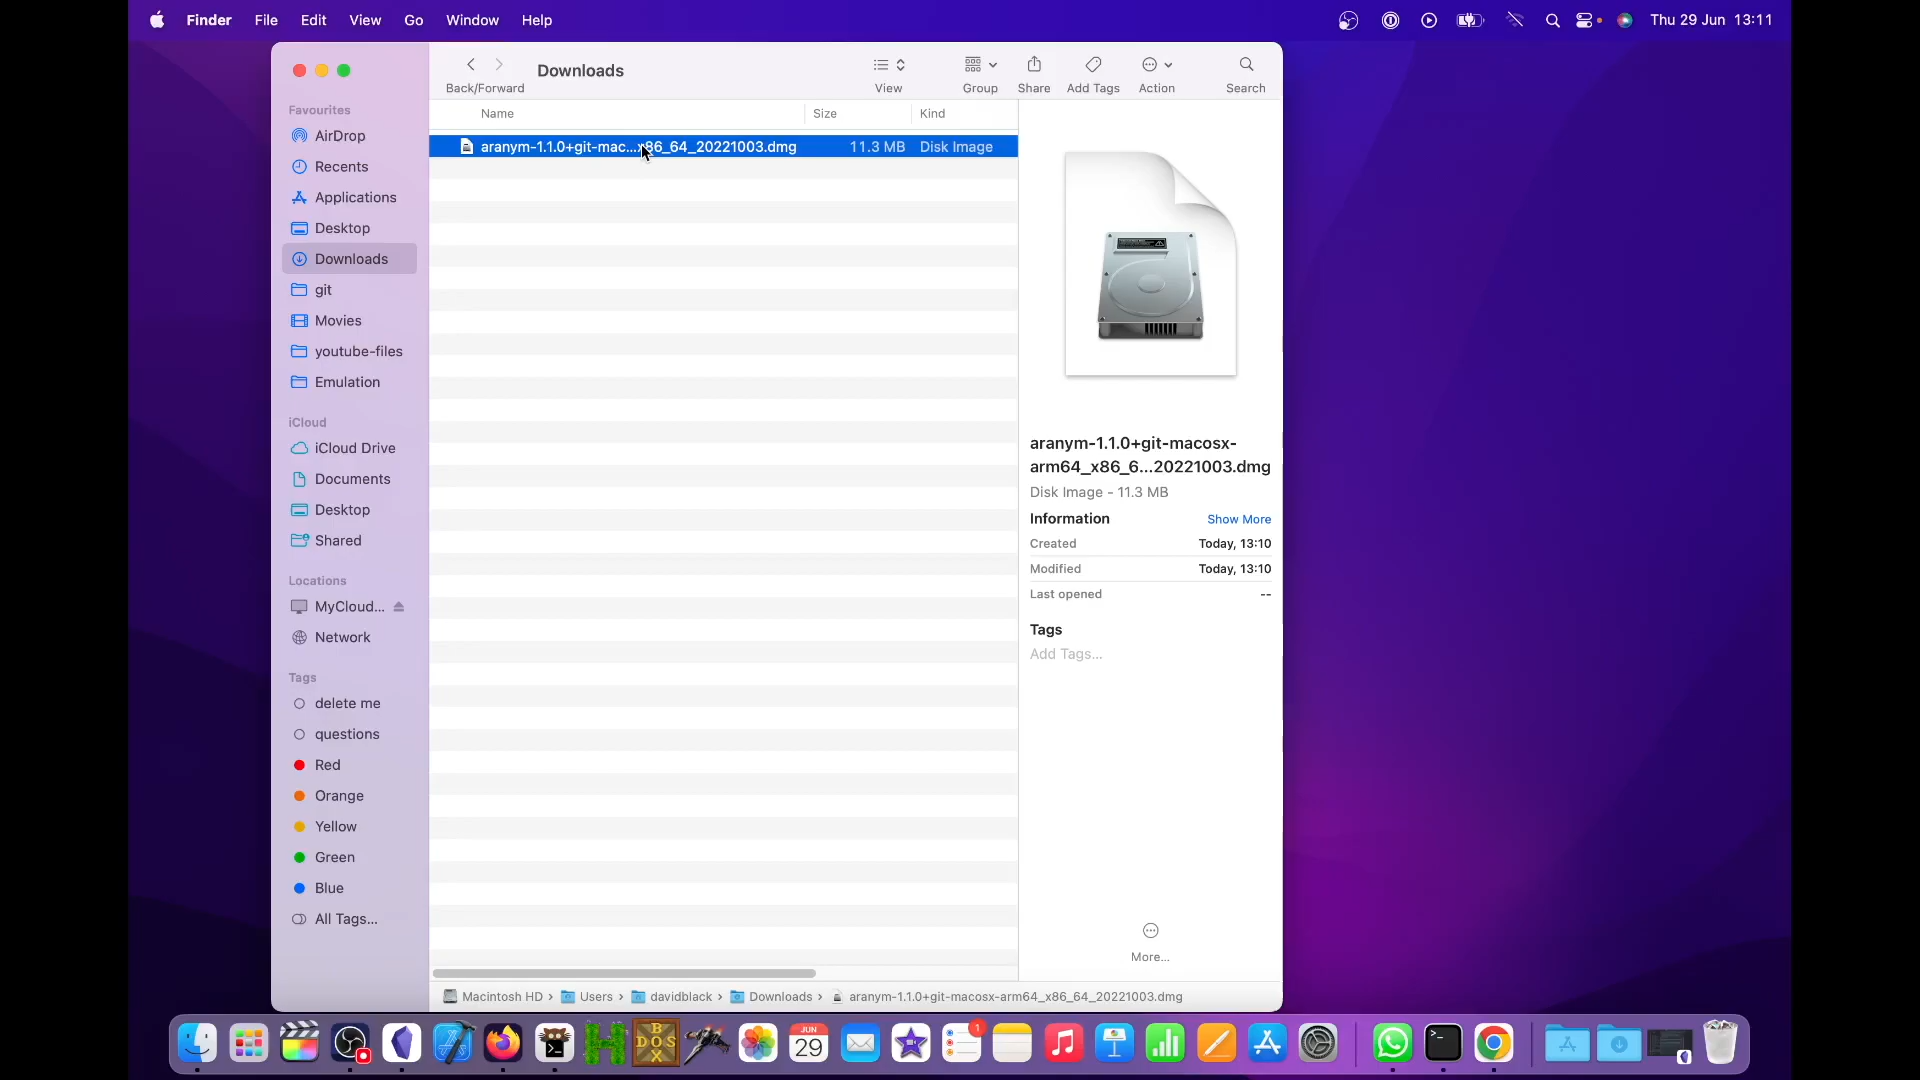 Finder File Edit View Go Window Help Thu 29 Jun 13:11
Back/Forward Downloads View Group Share Add Tags Action Search
Favourites
AirDrop
Recents
Applications
Desktop
Downloads
git
Movies
youtube-files
Emulation
iCloud
iCloud Drive
Documents
Desktop
Shared
Locations
MyCloud...
Network
Tags
delete me
questions
Red
Orange
Yellow
Green
Blue
All Tags...
Name Size Kind
aranym-1.1.0+git-mac...x86_64_20221003.dmg 11.3 MB Disk Image
aranym-1.1.0+git-macosx-
arm64_x86_6...20221003.dmg
Disk Image - 11.3 MB
Information Show More
Created Today, 13:10
Modified Today, 13:10
Last opened --
Tags
Add Tags...
More...
Macintosh HD › Users › davidblack › Downloads › aranym-1.1.0+git-macosx-arm64_x86_64_20221003.dmg
BOX
DOS
JUN
29
1